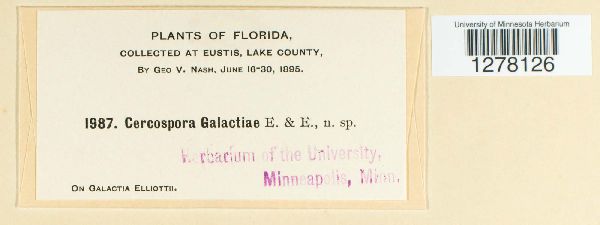 PLANTS OF FLORIDA,
COLLECTED AT EUSTIS, LAKE COUNTY,
BY GEO V. NASH, JUNE 16-30, 1895.
1987. Cercospora Galactiae E. & E., n. sp.
Herbarium of the University,
Minneapolis, Minn.
ON GALACTIA ELLIOTTII.
University of Minnesota Herbarium
1278126